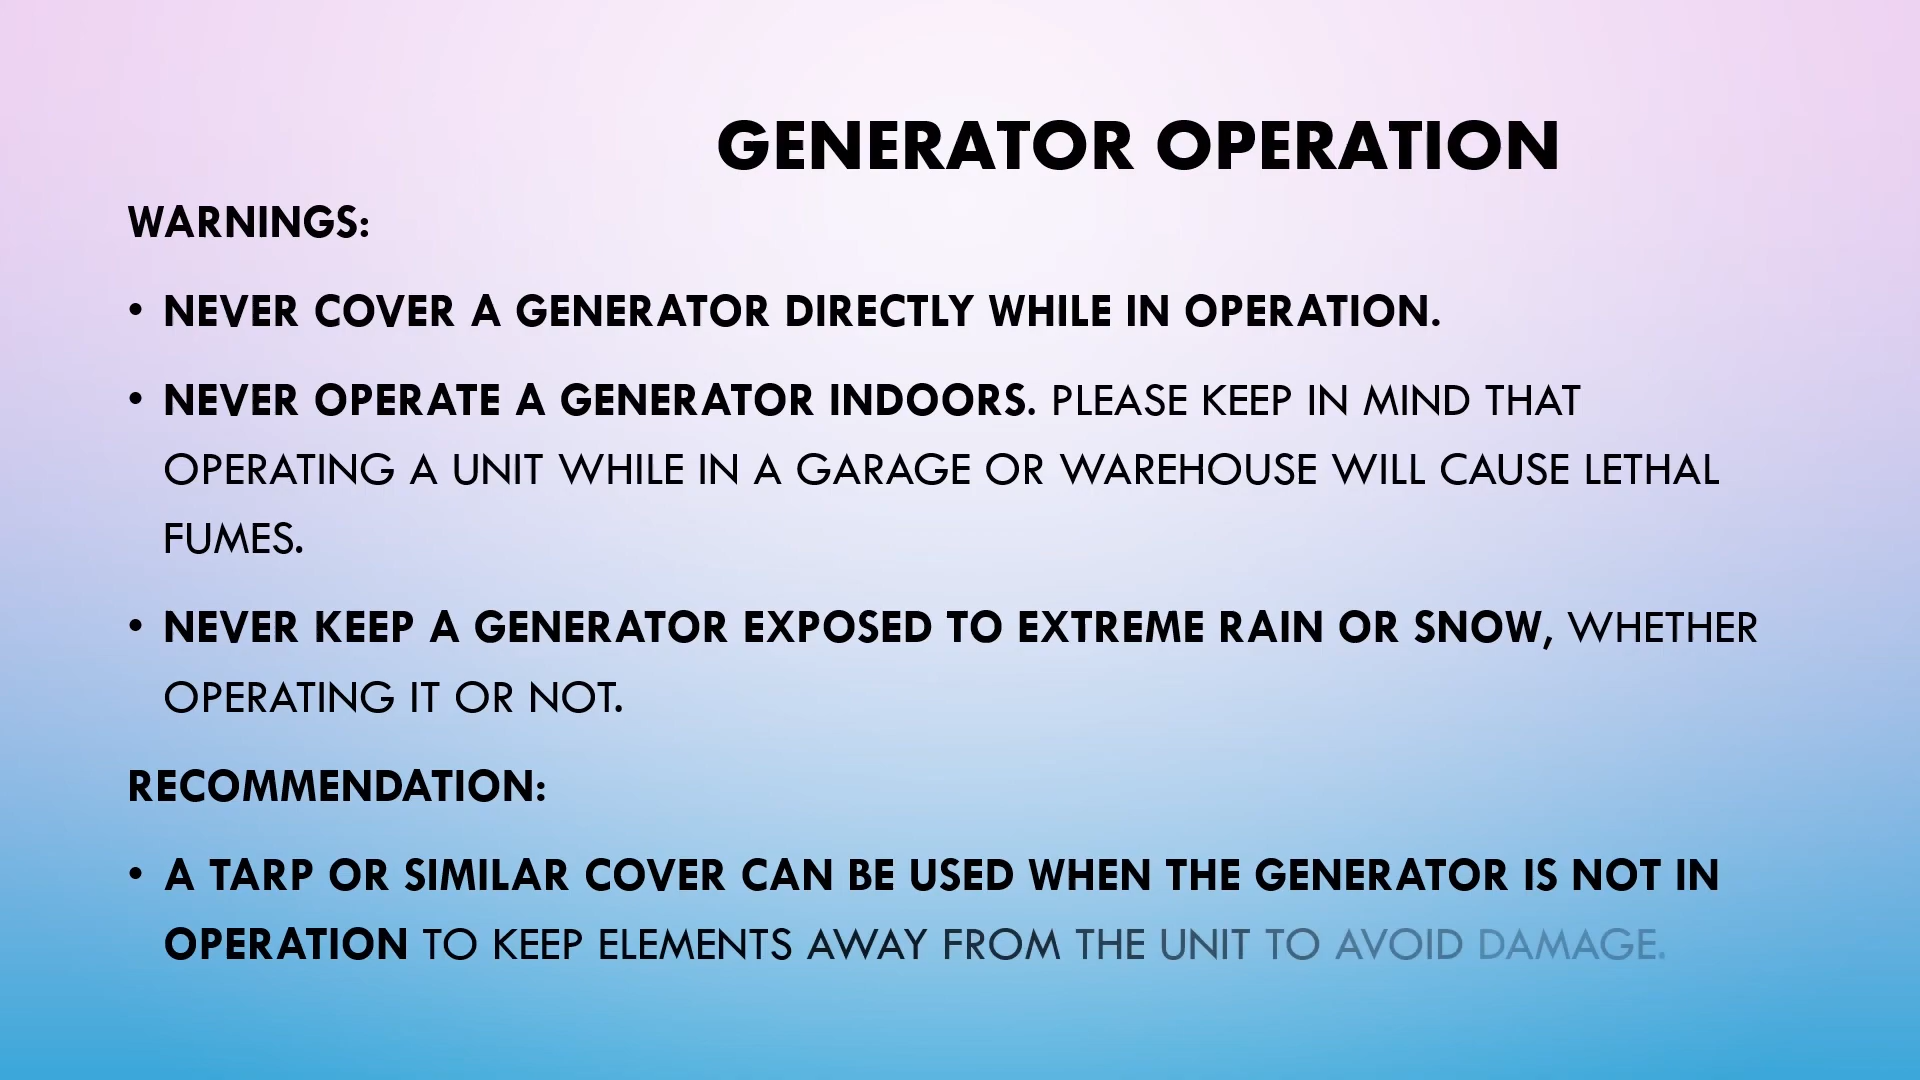 GENERATOR OPERATION
WARNINGS:
• NEVER COVER A GENERATOR DIRECTLY WHILE IN OPERATION.
• NEVER OPERATE A GENERATOR INDOORS. PLEASE KEEP IN MIND THAT
OPERATING A UNIT WHILE IN A GARAGE OR WAREHOUSE WILL CAUSE LETHAL
FUMES.
• NEVER KEEP A GENERATOR EXPOSED TO EXTREME RAIN OR SNOW, WHETHER
OPERATING IT OR NOT.
RECOMMENDATION:
• A TARP OR SIMILAR COVER CAN BE USED WHEN THE GENERATOR IS NOT IN
OPERATION TO KEEP ELEMENTS AWAY FROM THE UNIT TO AVOID DAMAGE.